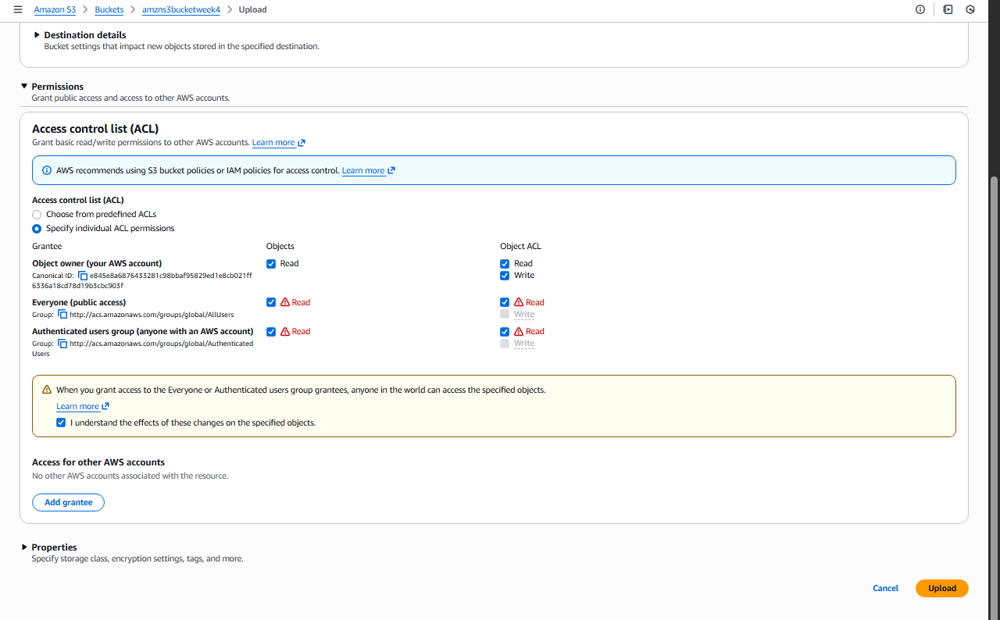 Amazon S3 > Buckets > amzns3bucketweek4 > Upload
Destination details
Bucket settings that impact new objects stored in the specified destination.
Permissions
Grant public access and access to other AWS accounts.
Access control list (ACL)
Grant basic read/write permissions to other AWS accounts. Learn more
AWS recommends using S3 bucket policies or IAM policies for access control. Learn more
Access control list (ACL)
Choose from predefined ACLs
Specify individual ACL permissions
Grantee Objects Object ACL
Object owner (your AWS account) Read Read
Canonical ID: e845e8a6876433281c98bbaf95829ed1e8cb021ff Write
6336a18cd78d19b3cbc903f
Everyone (public access) Read Read
Group: http://acs.amazonaws.com/groups/global/AllUsers Write
Authenticated users group (anyone with an AWS account) Read Read
Group: http://acs.amazonaws.com/groups/global/Authenticated Write
Users
When you grant access to the Everyone or Authenticated users group grantees, anyone in the world can access the specified objects.
Learn more
I understand the effects of these changes on the specified objects.
Access for other AWS accounts
No other AWS accounts associated with the resource.
Add grantee
Properties
Specify storage class, encryption settings, tags, and more.
Cancel Upload